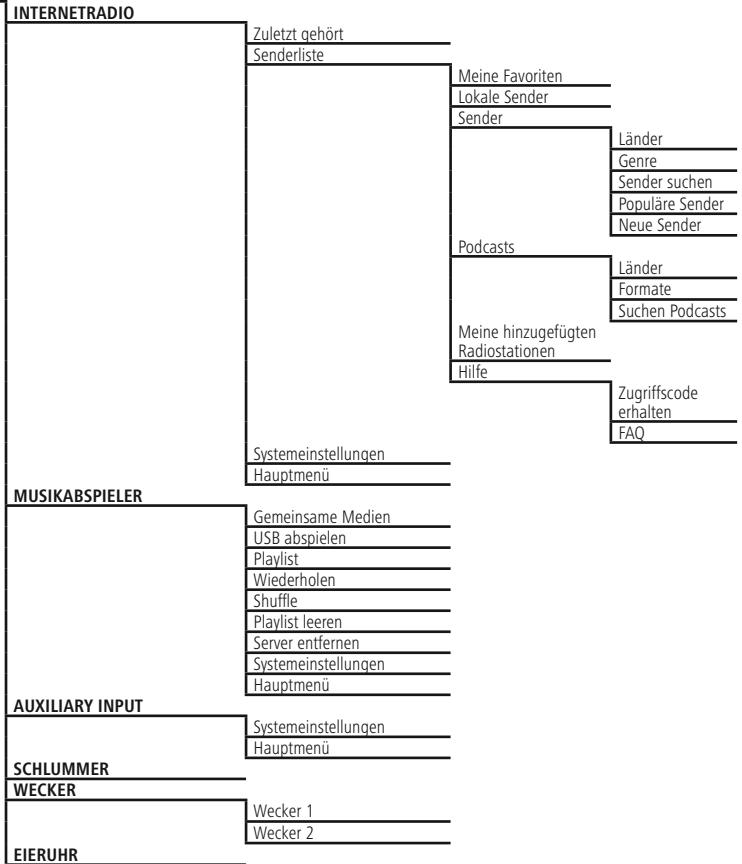 INTERNETRADIO
Zuletzt gehört
Senderliste
Meine Favoriten
Lokale Sender
Sender
Länder
Genre
Sender suchen
Populäre Sender
Neue Sender
Podcasts
Länder
Formate
Suchen Podcasts
Meine hinzugefügten
Radiostationen
Hilfe
Zugriffscode
erhalten
FAQ
Systemeinstellungen
Hauptmenü
MUSIKABSPIELER
Gemeinsame Medien
USB abspielen
Playlist
Wiederholen
Shuffle
Playlist leeren
Server entfernen
Systemeinstellungen
Hauptmenü
AUXILIARY INPUT
Systemeinstellungen
Hauptmenü
SCHLUMMER
WECKER
Wecker 1
Wecker 2
EIERUHR